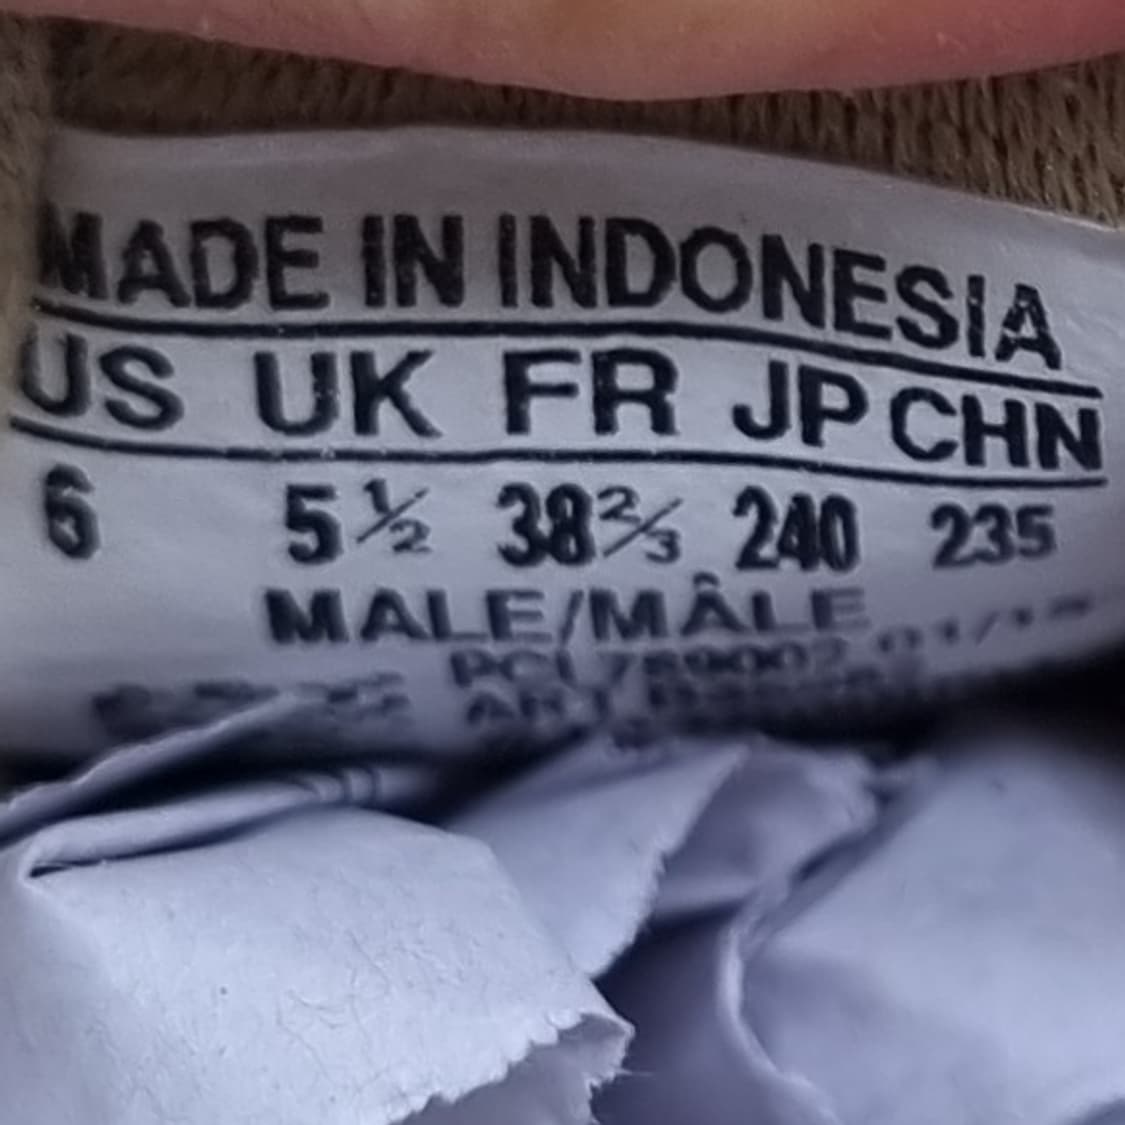 MADE IN INDONESIA
US UK FR JP CHN
6 5½ 38⅔ 240 235
MALE/MÂLE